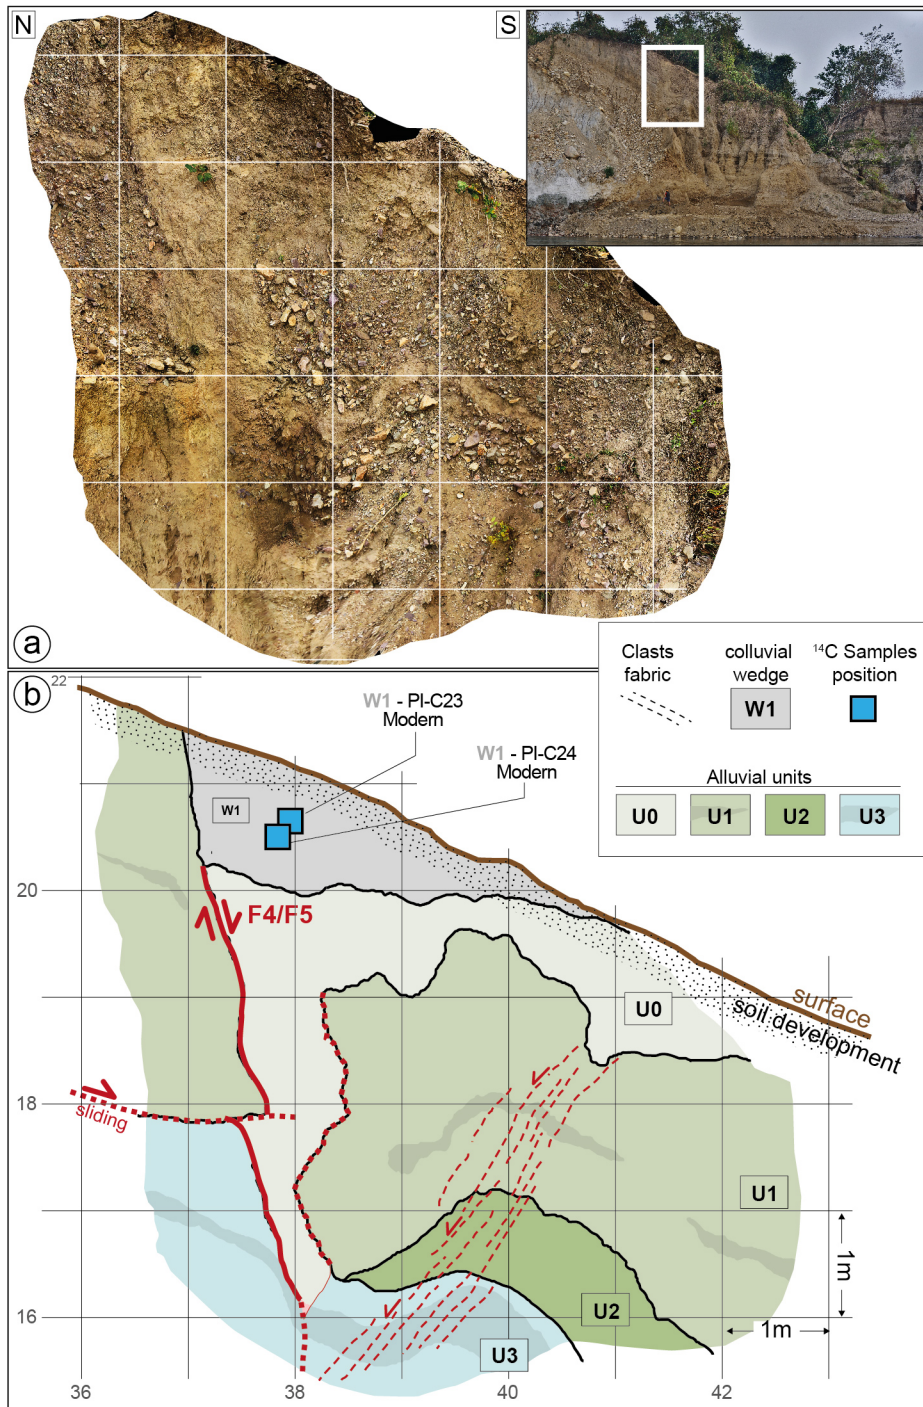 N
S
a
Clasts
fabric
colluvial
wedge
W1
¹⁴C Samples
position
Alluvial units
U0
U1
U2
U3
b
22
W1 - PI-C23
Modern
W1 - PI-C24
Modern
W1
20
F4/F5
U0
surface
soil development
18
sliding
U1
1m
16
U2
1m
U3
36
38
40
42